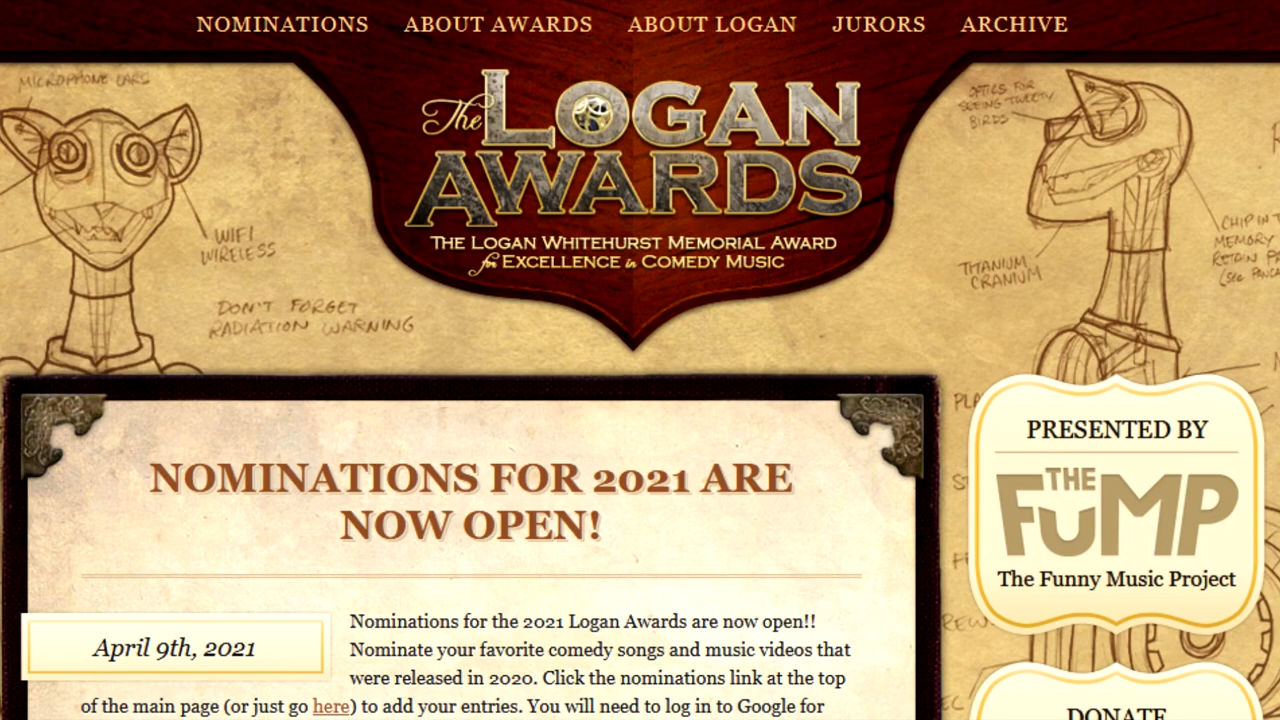 NOMINATIONS ABOUT AWARDS ABOUT LOGAN JURORS ARCHIVE
MICROPHONE EARS
OPTICS FOR
SEEING TWEETY
BIRDS
The LOGAN
AWARDS
THE LOGAN WHITEHURST MEMORIAL AWARD
for EXCELLENCE in COMEDY MUSIC
WIFI
WIRELESS
CHIP IN
MEMORY
TITANIUM
CRANIUM
DON'T FORGET
RADIATION WARNING
NOMINATIONS FOR 2021 ARE
NOW OPEN!
April 9th, 2021
Nominations for the 2021 Logan Awards are now open!!
Nominate your favorite comedy songs and music videos that
were released in 2020. Click the nominations link at the top
of the main page (or just go here) to add your entries. You will need to log in to Google for
PRESENTED BY
THE
FuMP
The Funny Music Project
DONATE